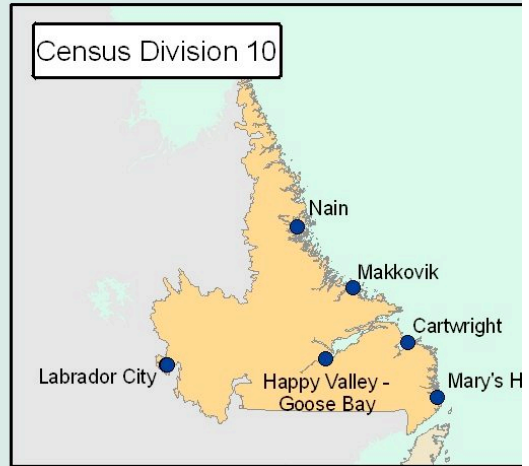 Census Division 10
Nain
Makkovik
Cartwright
Labrador City
Happy Valley -
Goose Bay
Mary's H